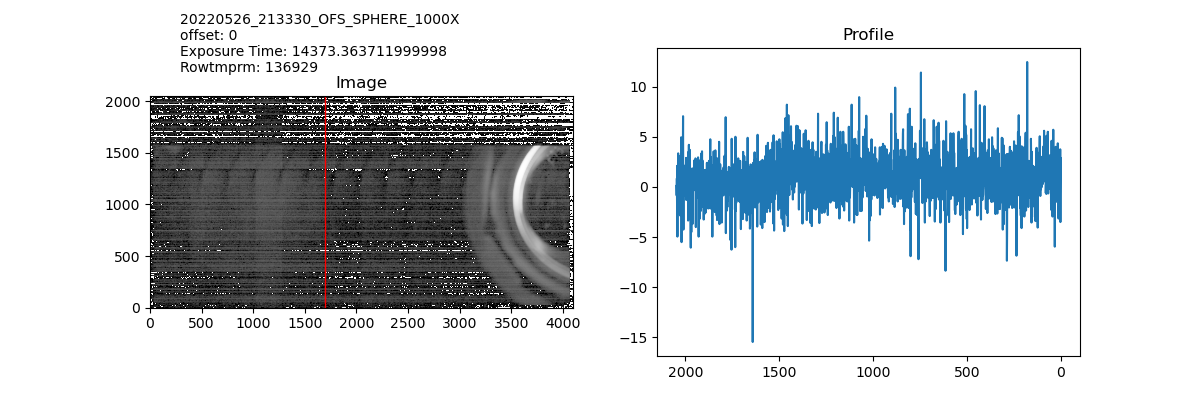 20220526_213330_OFS_SPHERE_1000X
offset: 0
Exposure Time: 14373.363711999998
Rowtmprm: 136929
Image
2000
1500
1000
500
0
0 500 1000 1500 2000 2500 3000 3500 4000
Profile
10
5
0
−5
−10
−15
2000 1500 1000 500 0